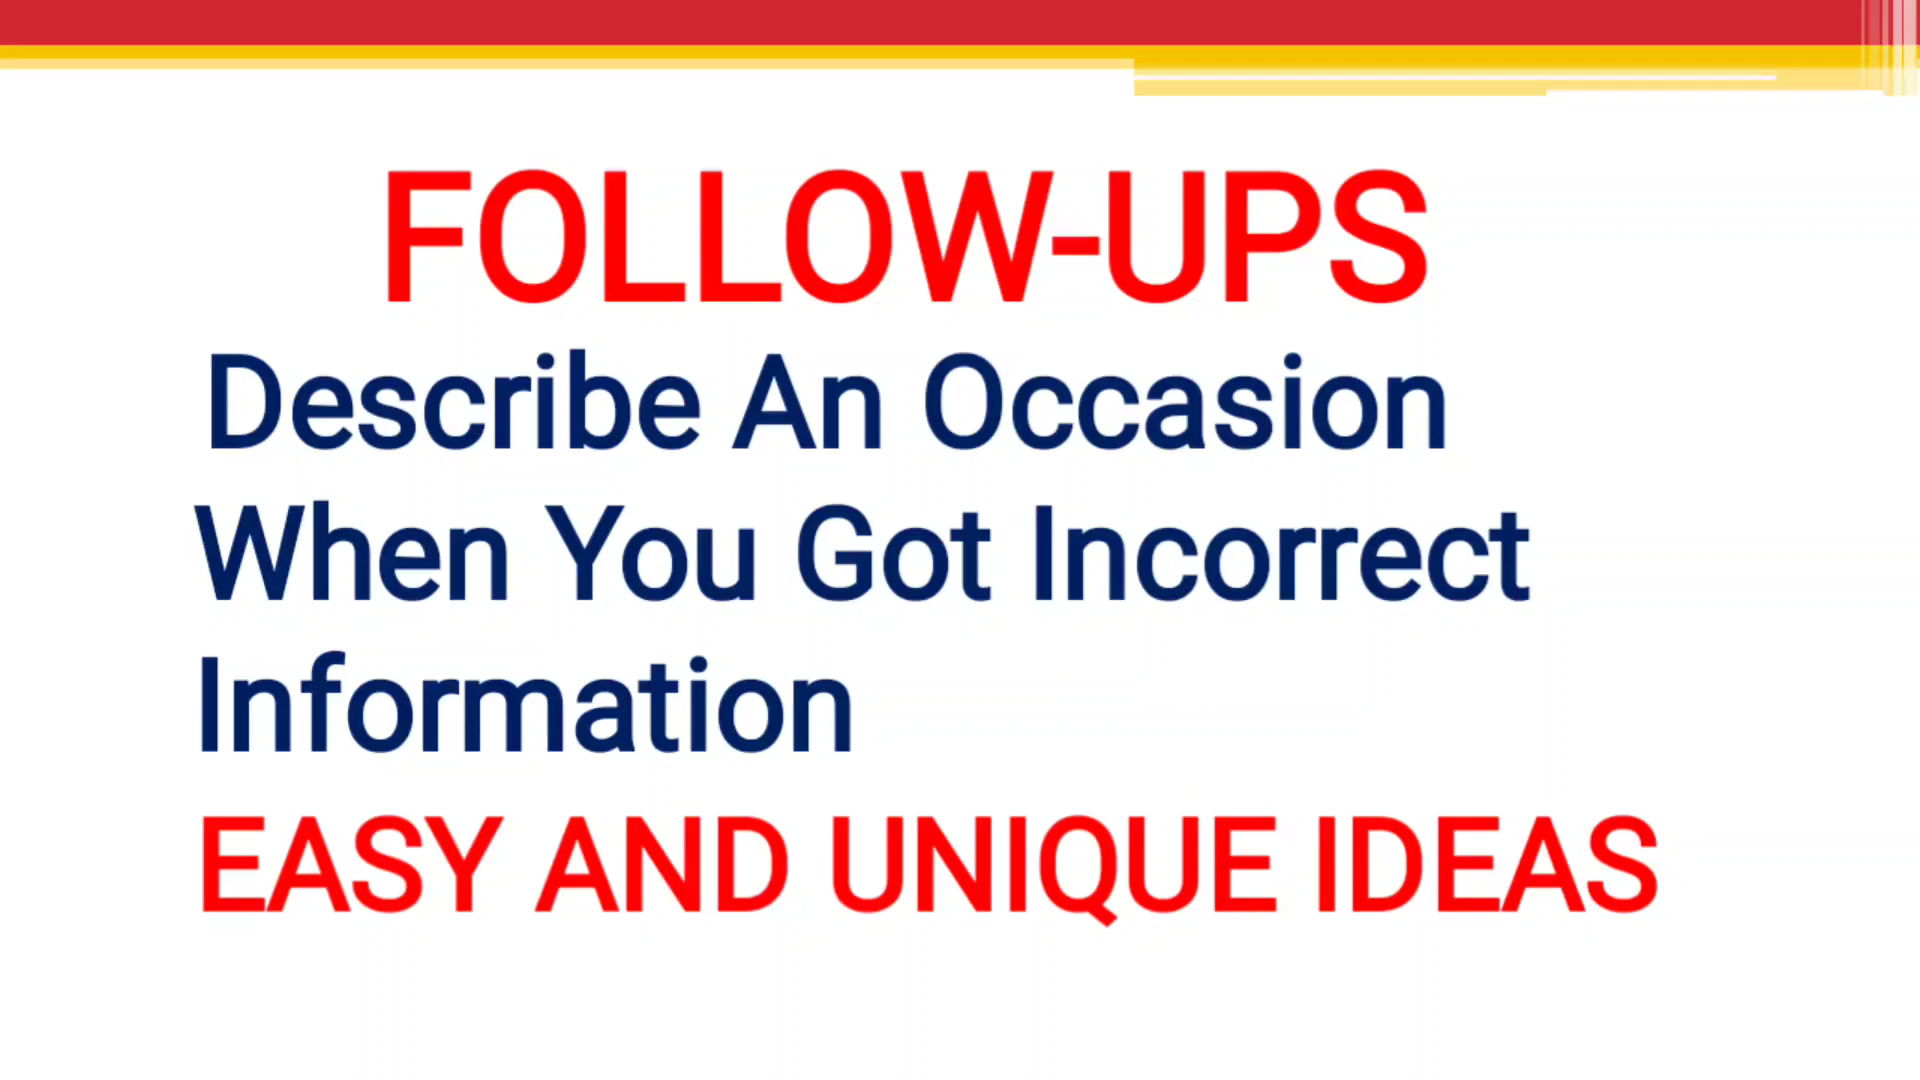 FOLLOW-UPS
Describe An Occasion
When You Got Incorrect
Information
EASY AND UNIQUE IDEAS